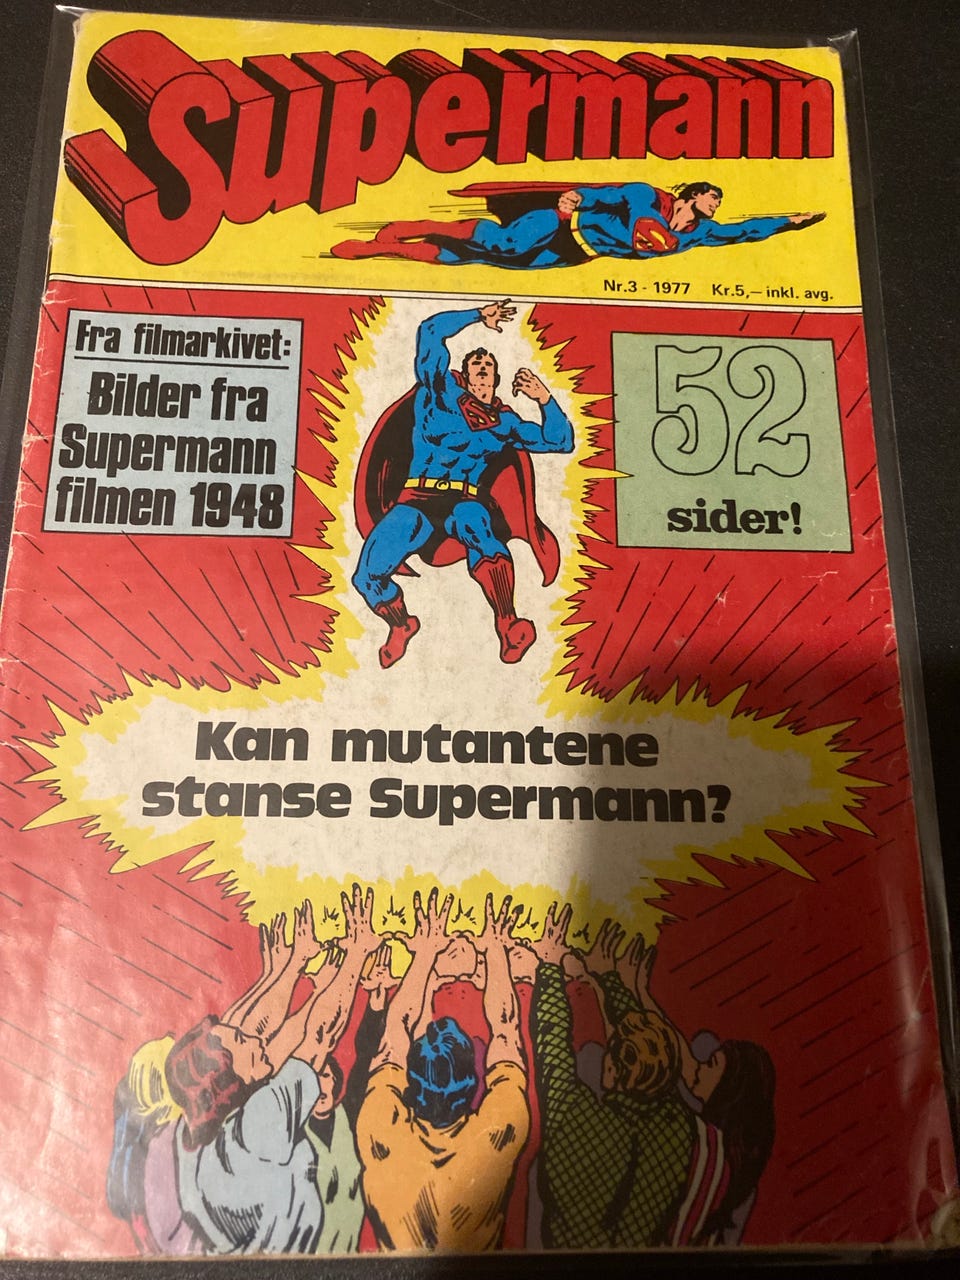 Supermann
Nr.3 - 1977 Kr.5,— inkl. avg.
Fra filmarkivet:
Bilder fra
Supermann
filmen 1948
52
sider!
Kan mutantene
stanse Supermann?